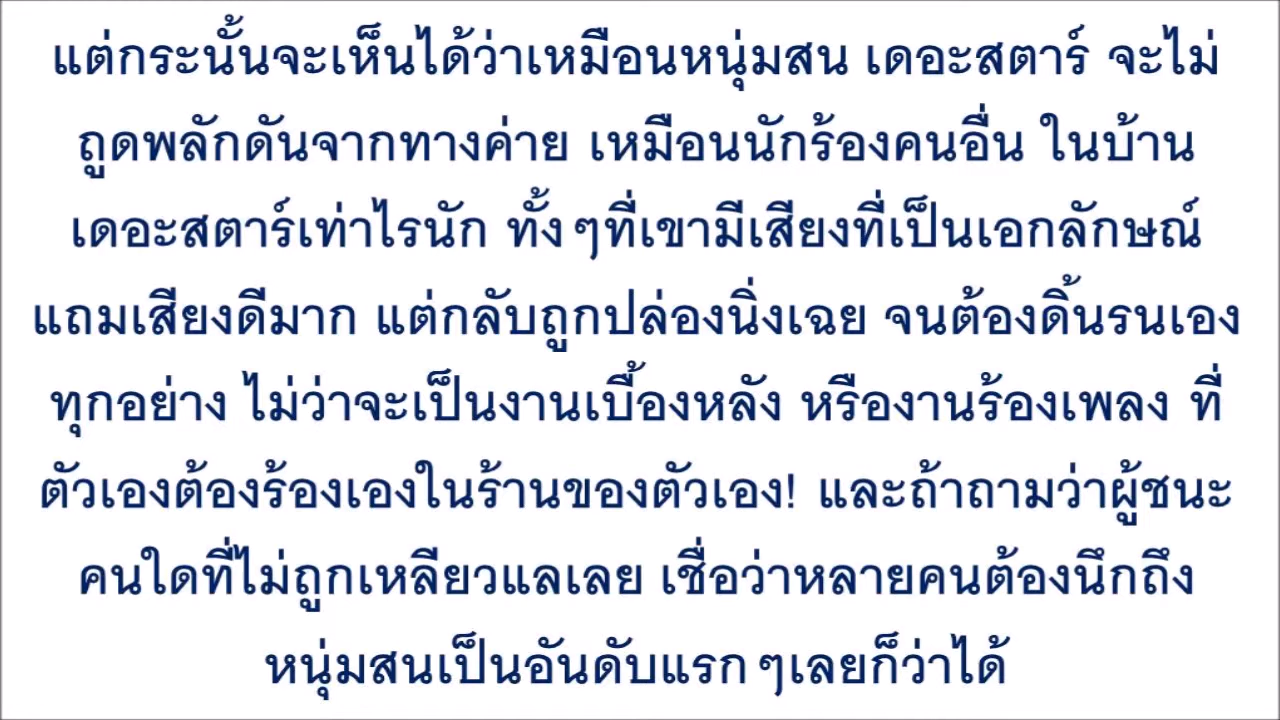 แต่กระนั้นจะเห็นได้ว่าเหมือนหนุ่มสน เดอะสตาร์ จะไม่
ถูดพลักดันจากทางค่าย เหมือนนักร้องคนอื่น ในบ้าน
เดอะสตาร์เท่าไรนัก ทั้งๆที่เขามีเสียงที่เป็นเอกลักษณ์
แถมเสียงดีมาก แต่กลับถูกปล่องนิ่งเฉย จนต้องดิ้นรนเอง
ทุกอย่าง ไม่ว่าจะเป็นงานเบื้องหลัง หรืองานร้องเพลง ที่
ตัวเองต้องร้องเองในร้านของตัวเอง! และถ้าถามว่าผู้ชนะ
คนใดที่ไม่ถูกเหลียวแลเลย เชื่อว่าหลายคนต้องนึกถึง
หนุ่มสนเป็นอันดับแรกๆเลยก็ว่าได้